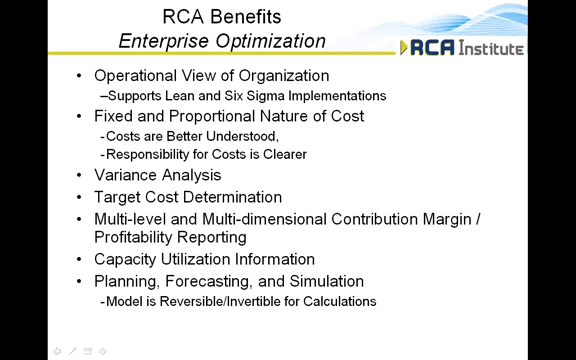 RCA Benefits
Enterprise Optimization
RCA Institute
• Operational View of Organization
–Supports Lean and Six Sigma Implementations
• Fixed and Proportional Nature of Cost
-Costs are Better Understood,
-Responsibility for Costs is Clearer
• Variance Analysis
• Target Cost Determination
• Multi-level and Multi-dimensional Contribution Margin /
Profitability Reporting
• Capacity Utilization Information
• Planning, Forecasting, and Simulation
-Model is Reversible/Invertible for Calculations